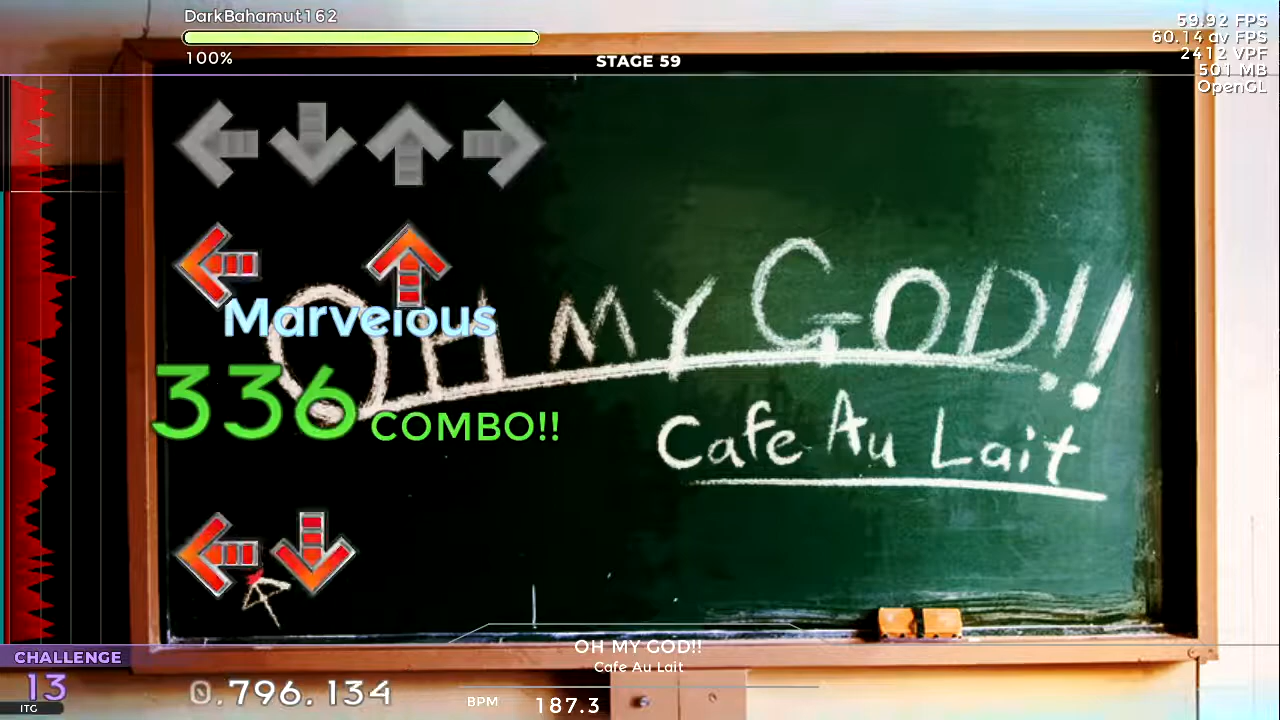 DarkBahamut162
100%
STAGE 59
59.92 FPS
60.14 av FPS
2412 VPF
501 MB
OpenGL
Marvelous
336 COMBO!!
OH MY GOD!!
Cafe Au Lait
CHALLENGE
13
ITG
0,796,134
OH MY GOD!!
Cafe Au Lait
BPM 187.3